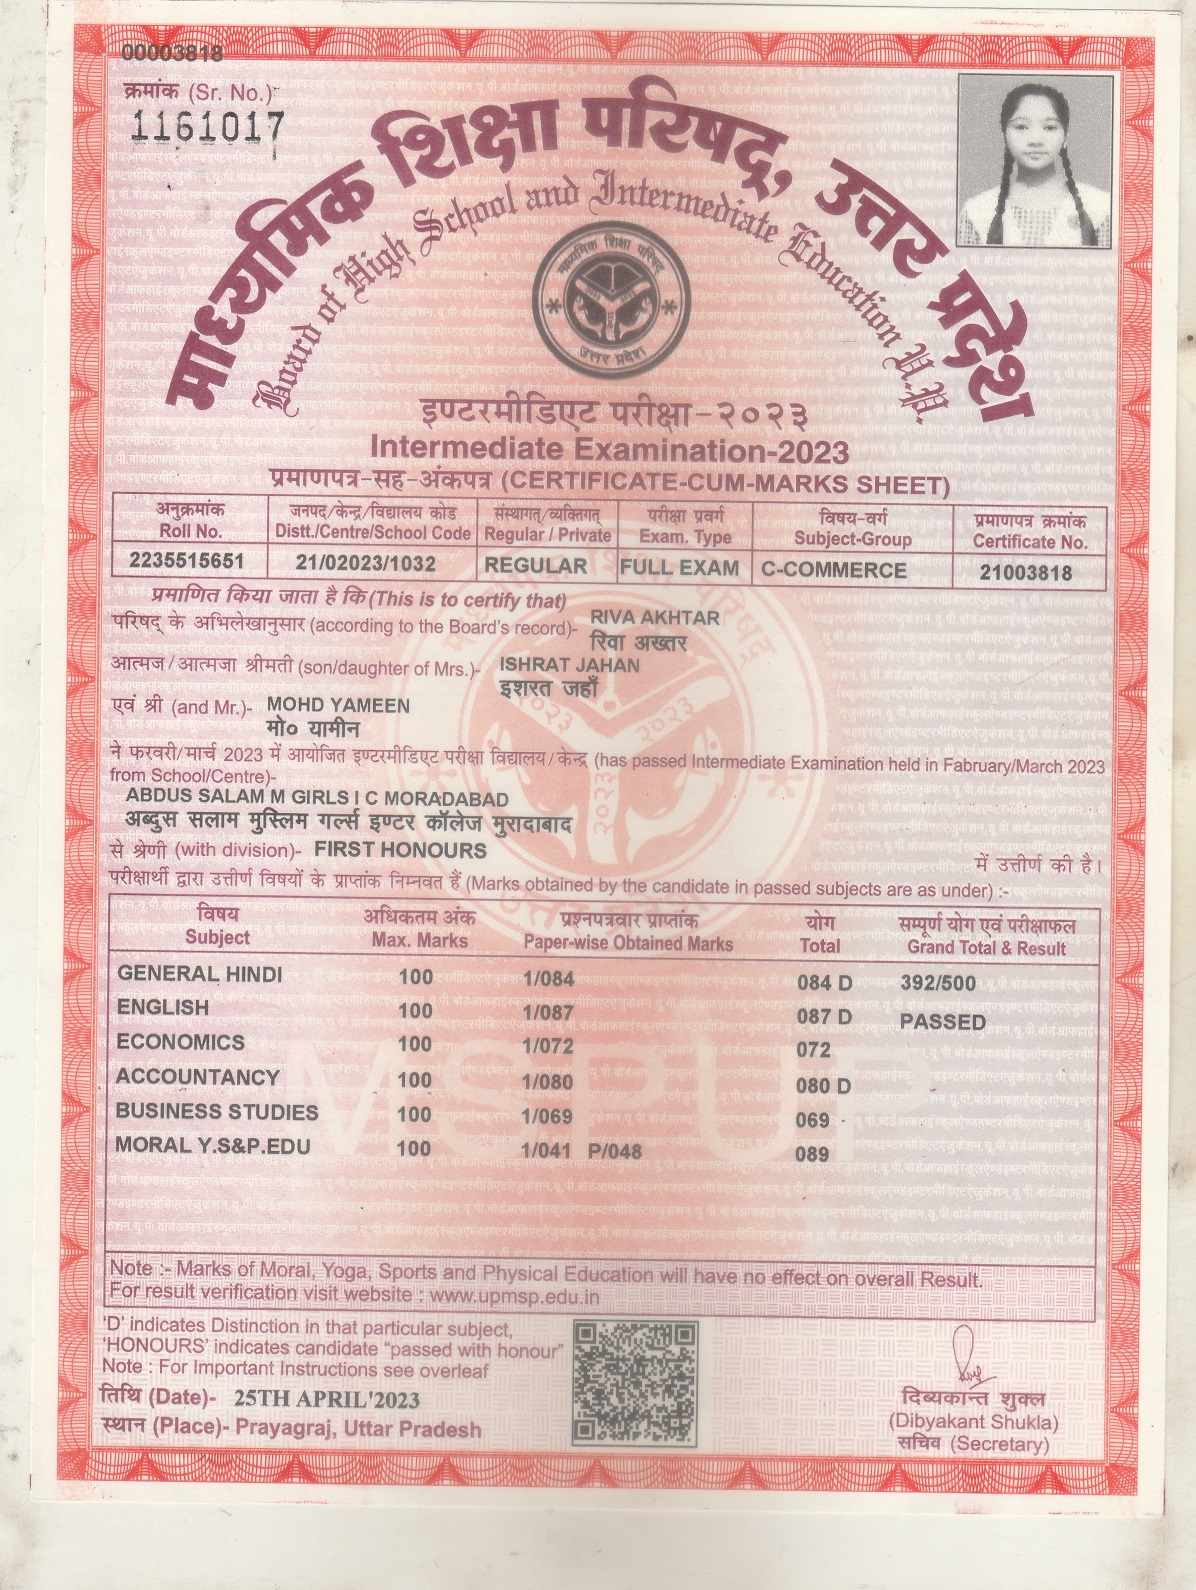 00003818
क्रमांक (Sr. No.)-
1161017
माध्यमिक शिक्षा परिषद्, उत्तर प्रदेश
Board of High School and Intermediate Education U.P.
माध्यमिक शिक्षा परिषद
उत्तर प्रदेश
इण्टरमीडिएट परीक्षा-२०२३
Intermediate Examination-2023
प्रमाणपत्र-सह-अंकपत्र (CERTIFICATE-CUM-MARKS SHEET)
अनुक्रमांक जनपद/केन्द्र/विद्यालय कोड संस्थागत्/व्यक्तिगत् परीक्षा प्रवर्ग विषय-वर्ग प्रमाणपत्र क्रमांक
Roll No. Distt./Centre/School Code Regular / Private Exam. Type Subject-Group Certificate No.
2235515651 21/02023/1032 REGULAR FULL EXAM C-COMMERCE 21003818
प्रमाणित किया जाता है कि (This is to certify that)
परिषद् के अभिलेखानुसार (according to the Board's record)- RIVA AKHTAR
रिवा अख्तर
आत्मज/आत्मजा श्रीमती (son/daughter of Mrs.)- ISHRAT JAHAN
इशरत जहाँ
एवं श्री (and Mr.)- MOHD YAMEEN
मो० यामीन
ने फरवरी/मार्च 2023 में आयोजित इण्टरमीडिएट परीक्षा विद्यालय/केन्द्र (has passed Intermediate Examination held in Fabruary/March 2023
from School/Centre)-
ABDUS SALAM M GIRLS I C MORADABAD
अब्दुस सलाम मुस्लिम गर्ल्स इण्टर कॉलेज मुरादाबाद
से श्रेणी (with division)- FIRST HONOURS में उत्तीर्ण की है।
परीक्षार्थी द्वारा उत्तीर्ण विषयों के प्राप्तांक निम्नवत हैं (Marks obtained by the candidate in passed subjects are as under) :-
विषय अधिकतम अंक प्रश्नपत्रवार प्राप्तांक योग सम्पूर्ण योग एवं परीक्षाफल
Subject Max. Marks Paper-wise Obtained Marks Total Grand Total & Result
GENERAL HINDI 100 1/084 084 D 392/500
ENGLISH 100 1/087 087 D PASSED
ECONOMICS 100 1/072 072
ACCOUNTANCY 100 1/080 080 D
BUSINESS STUDIES 100 1/069 069
MORAL Y.S&P.EDU 100 1/041 P/048 089
Note :- Marks of Moral, Yoga, Sports and Physical Education will have no effect on overall Result.
For result verification visit website : www.upmsp.edu.in
'D' indicates Distinction in that particular subject,
'HONOURS' indicates candidate "passed with honour"
Note : For Important Instructions see overleaf
तिथि (Date)- 25TH APRIL'2023
स्थान (Place)- Prayagraj, Uttar Pradesh
दिब्यकान्त शुक्ल
(Dibyakant Shukla)
सचिव (Secretary)